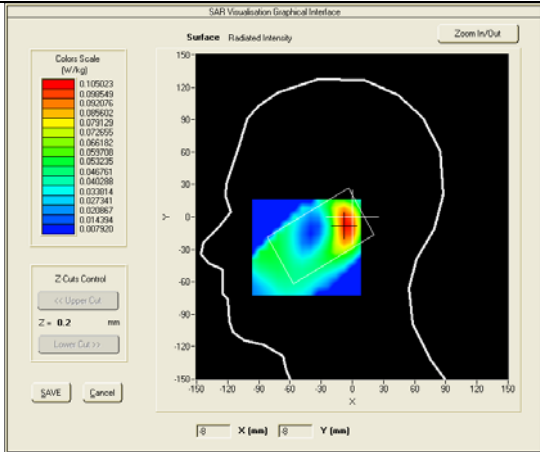 SAR Visualisation Graphical Interface
Surface Radiated Intensity
Zoom In/Out
Colors Scale
(W/kg)
0.105023
0.098549
0.092076
0.085602
0.079129
0.072655
0.066182
0.059708
0.053235
0.046761
0.040288
0.033814
0.027341
0.020867
0.014394
0.007920
150
120
90
60
30
0
-30
-60
-90
-120
-150
Y
-150 -120 -90 -60 -30 0 30 60 90 120 150
X
Z Cuts Control
<< Upper Cut
Z = 0.2 mm
Lower Cut >>
SAVE Cancel
-8 X (mm) -8 Y (mm)